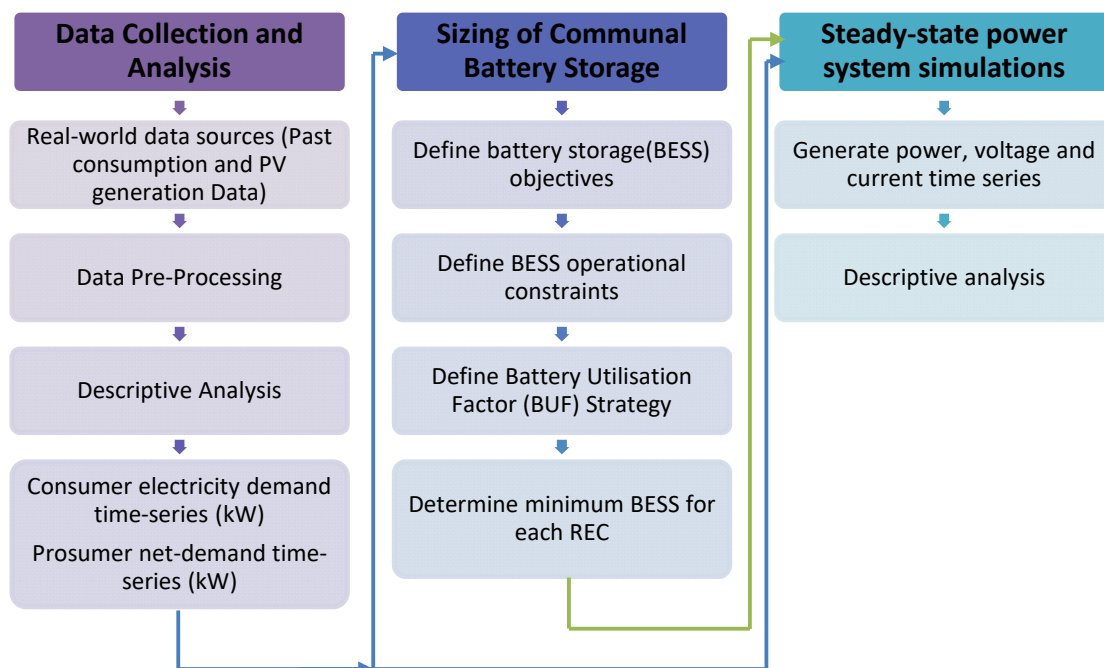 Data Collection and
Analysis
Real-world data sources (Past
consumption and PV
generation Data)
Data Pre-Processing
Descriptive Analysis
Consumer electricity demand
time-series (kW)
Prosumer net-demand time-
series (kW)
Sizing of Communal
Battery Storage
Define battery storage(BESS)
objectives
Define BESS operational
constraints
Define Battery Utilisation
Factor (BUF) Strategy
Determine minimum BESS for
each REC
Steady-state power
system simulations
Generate power, voltage and
current time series
Descriptive analysis